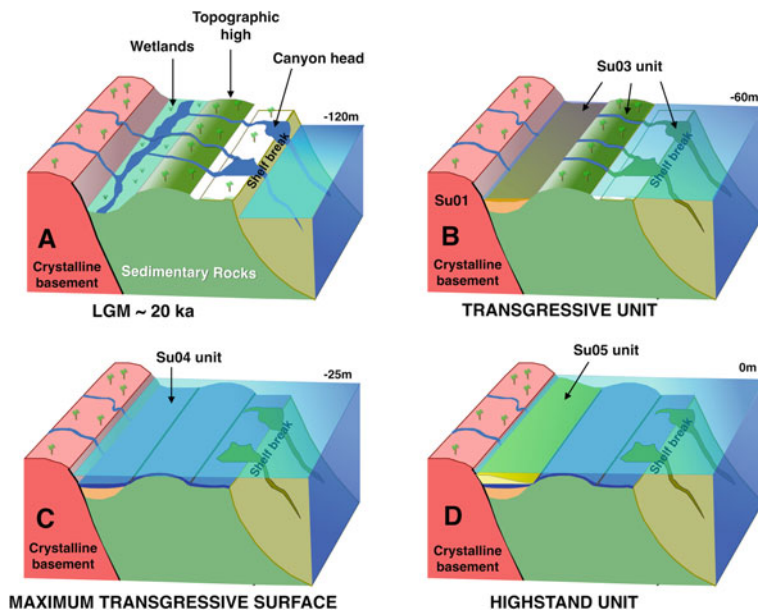 Topographic
high
Wetlands
Canyon head
-120m
Shelf break
A
Crystalline
basement
Sedimentary Rocks
LGM ~ 20 ka
Su03 unit
-60m
Shelf break
Su01
B
Crystalline
basement
TRANSGRESSIVE UNIT
Su04 unit
-25m
Shelf break
C
Crystalline
basement
MAXIMUM TRANSGRESSIVE SURFACE
Su05 unit
0m
Shelf break
D
Crystalline
basement
HIGHSTAND UNIT